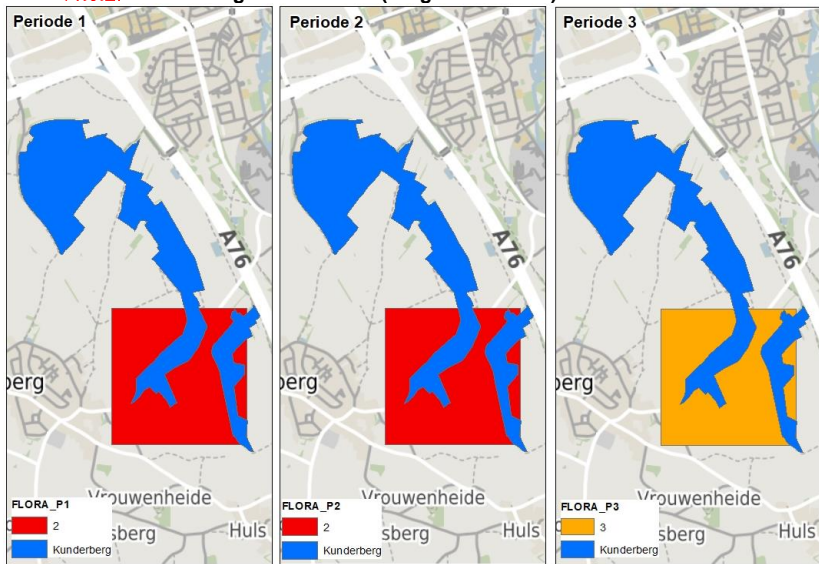 Periode 1
A76
berg
Vrouwenheide
sberg
Huls
FLORA_P1
2
Kunderberg
Periode 2
A76
berg
Vrouwenheide
sberg
Huls
FLORA_P2
2
Kunderberg
Periode 3
A76
berg
Vrouwenheide
sberg
Huls
FLORA_P3
3
Kunderberg